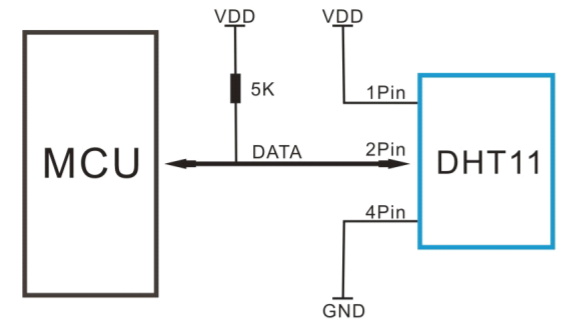 VDD
VDD
5K
1Pin
MCU
DATA
2Pin
DHT11
4Pin
GND